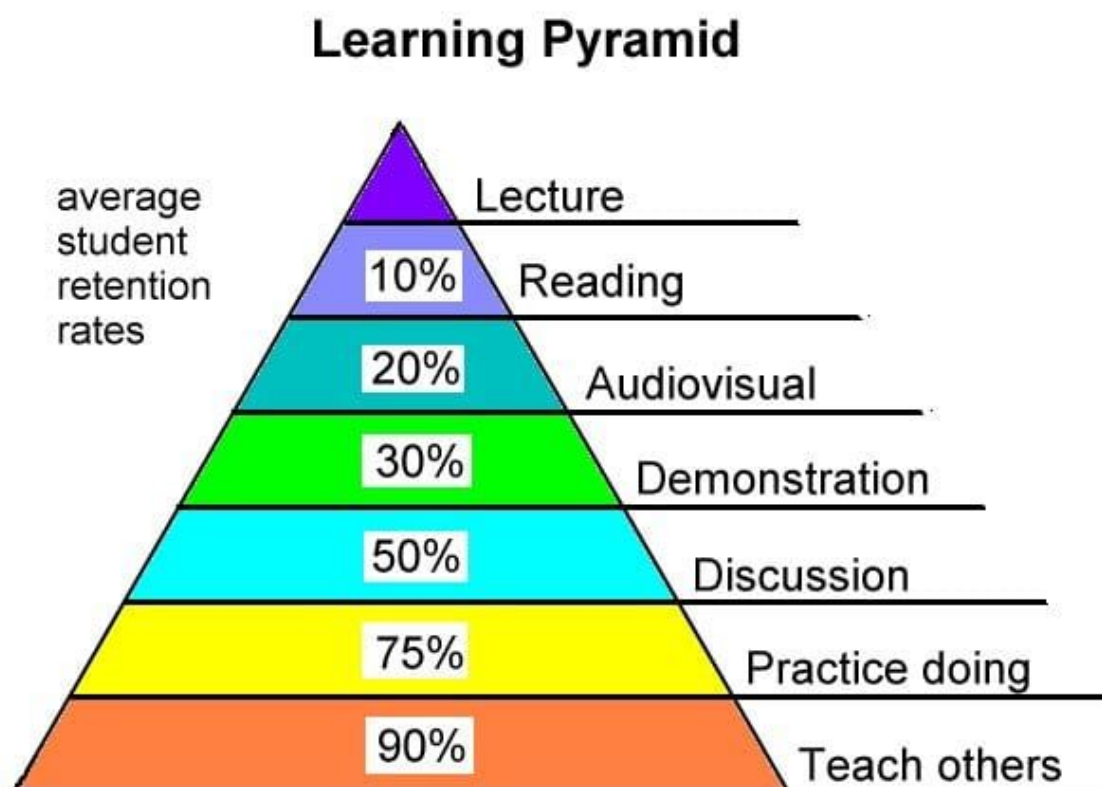 Learning Pyramid
average
student
retention
rates
Lecture
10% Reading
20% Audiovisual
30% Demonstration
50% Discussion
75% Practice doing
90% Teach others